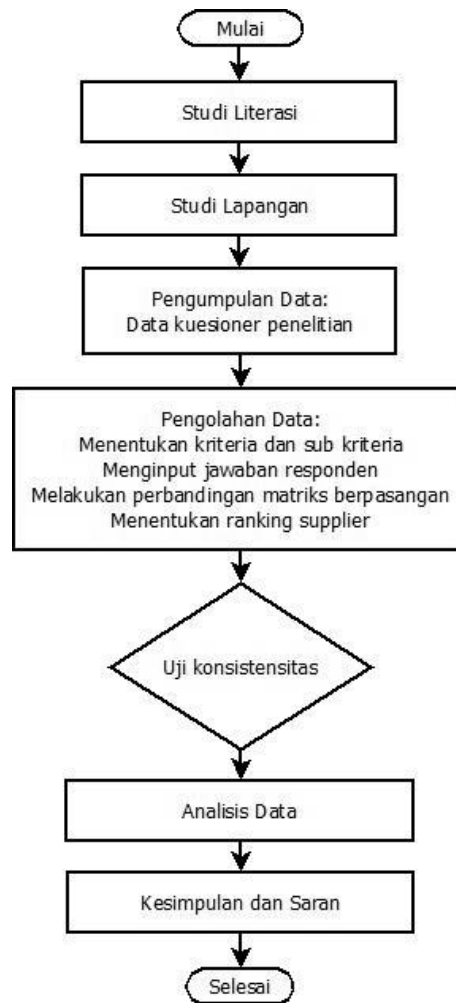 Mulai
Studi Literasi
Studi Lapangan
Pengumpulan Data:
Data kuesioner penelitian
Pengolahan Data:
Menentukan kriteria dan sub kriteria
Menginput jawaban responden
Melakukan perbandingan matriks berpasangan
Menentukan ranking supplier
Uji konsistensitas
Analisis Data
Kesimpulan dan Saran
Selesai